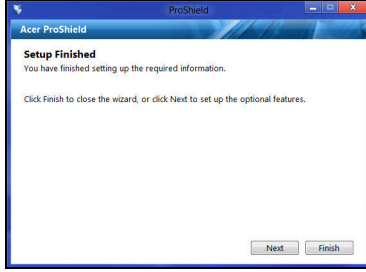 ProShield
Acer ProShield
Setup Finished
You have finished setting up the required information.
Click Finish to close the wizard, or click Next to set up the optional features.
Next Finish